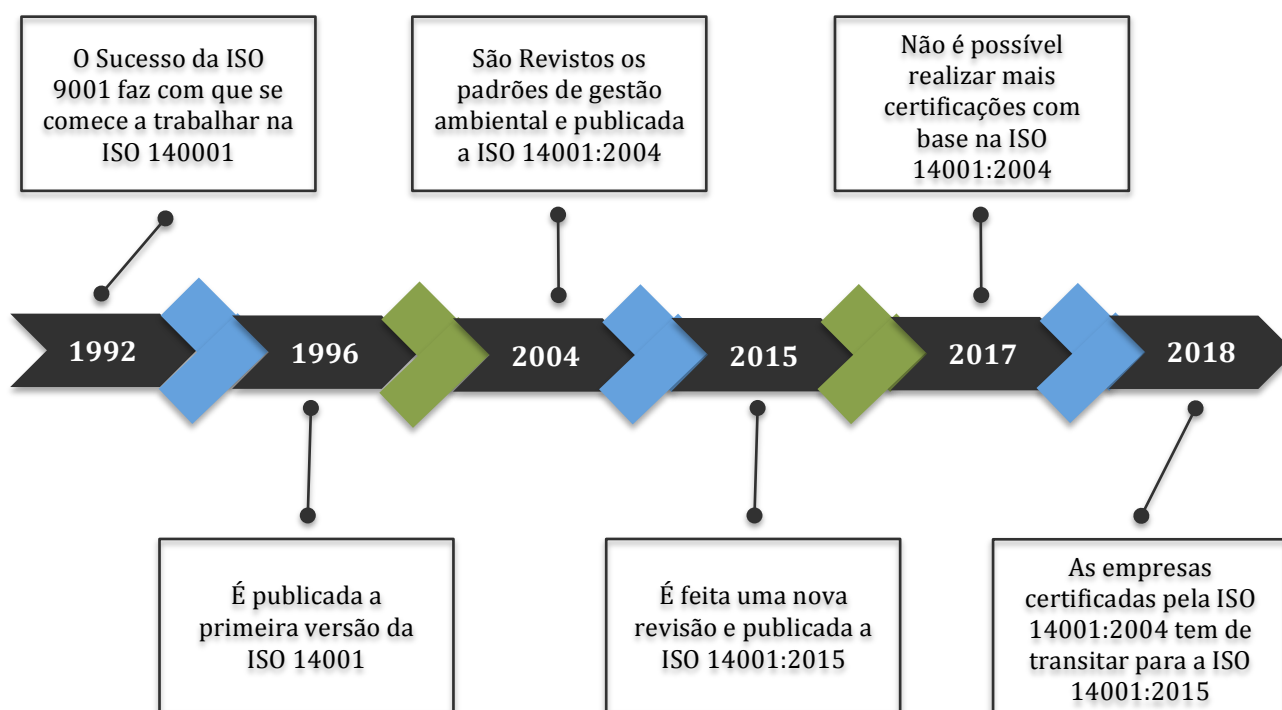 O Sucesso da ISO
9001 faz com que se
comece a trabalhar na
ISO 140001
São Revistos os
padrões de gestão
ambiental e publicada
a ISO 14001:2004
Não é possível
realizar mais
certificações com
base na ISO
14001:2004
1992
1996
2004
2015
2017
2018
É publicada a
primeira versão da
ISO 14001
É feita uma nova
revisão e publicada a
ISO 14001:2015
As empresas
certificadas pela ISO
14001:2004 tem de
transitar para a ISO
14001:2015